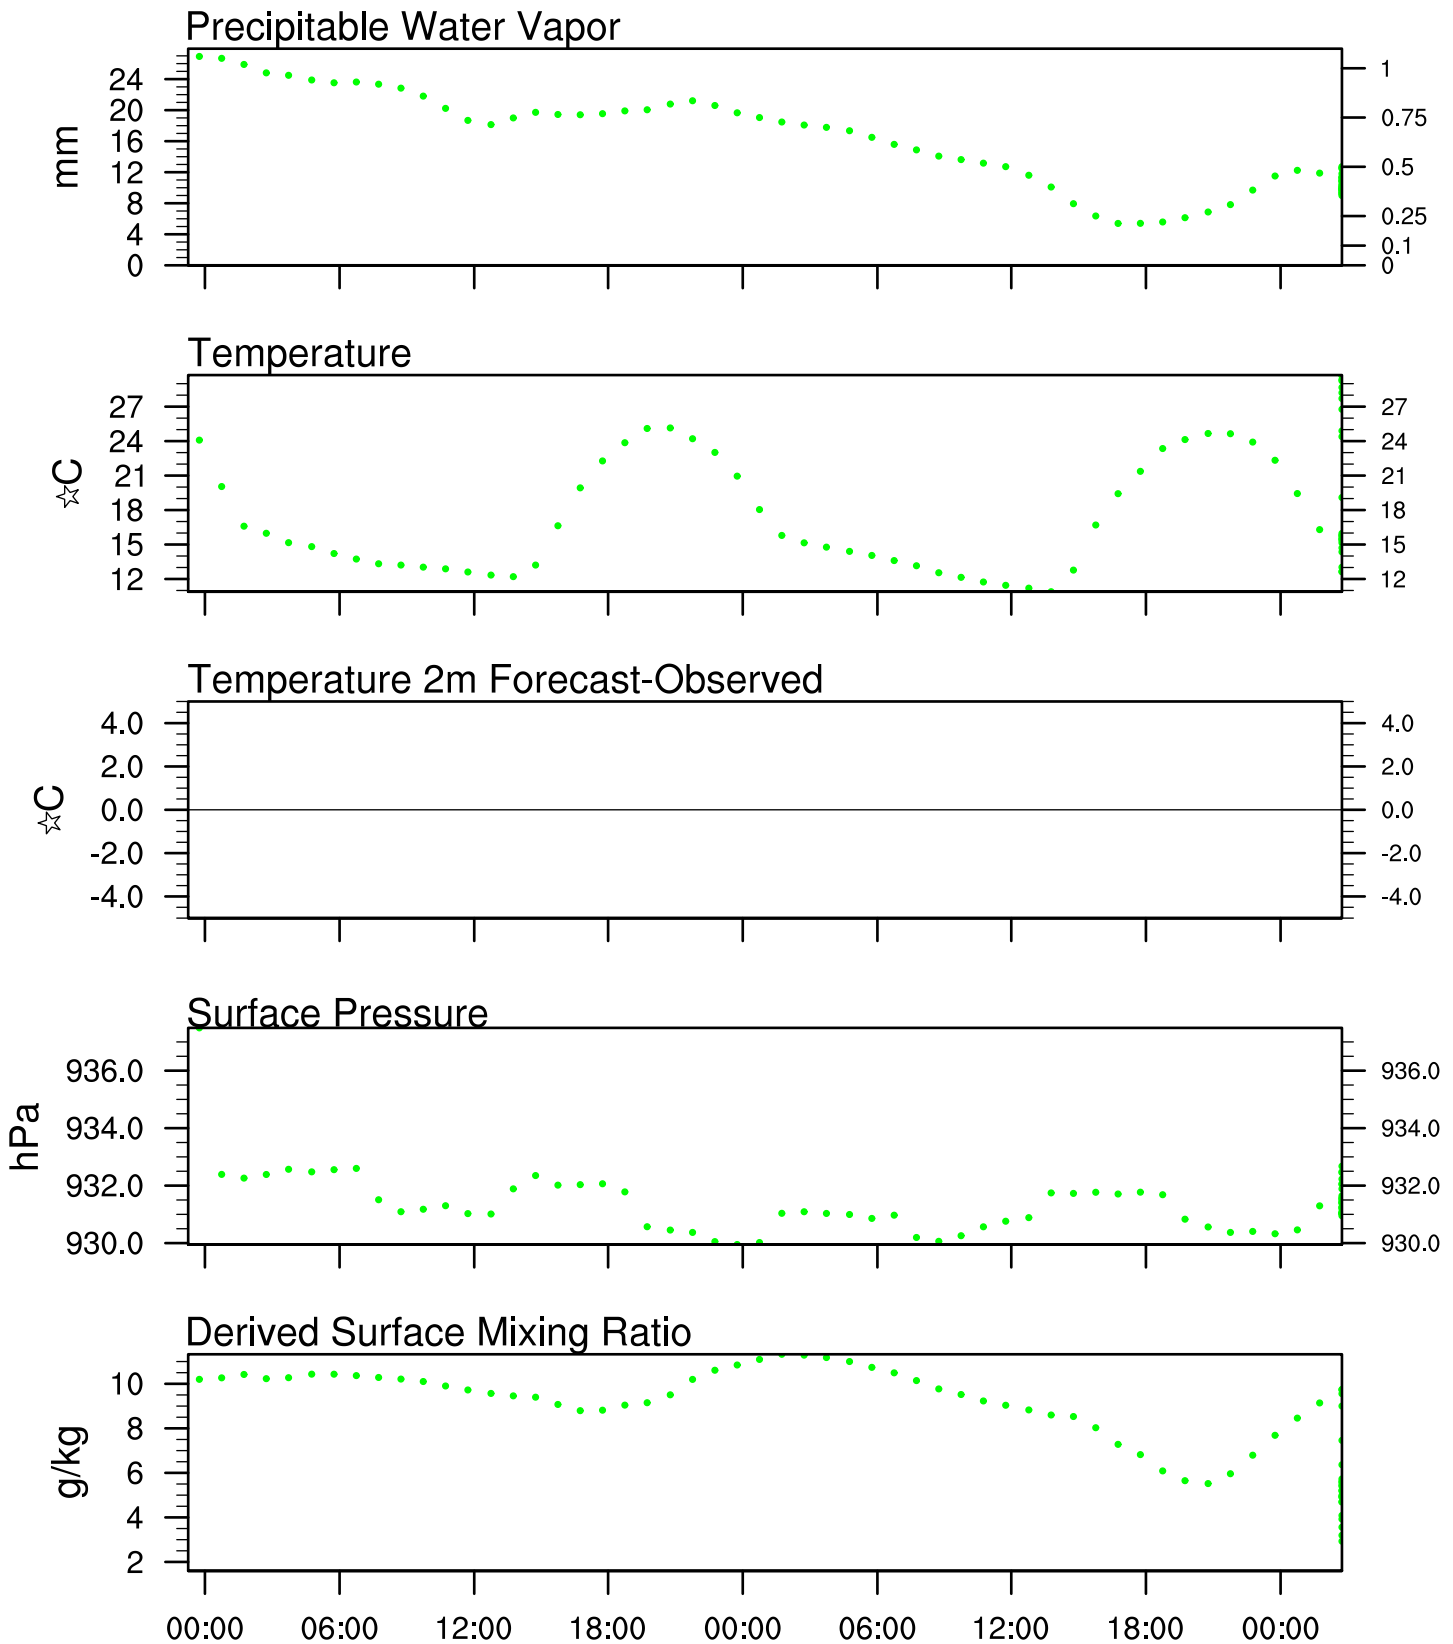 Precipitable Water Vapor
24 1
20 0.75
16
12 0.5
8 0.25
4 0.1
0 0
mm
Temperature
27 27
24 24
21 21
18 18
15 15
12 12
☆C
Temperature 2m Forecast-Observed
4.0 4.0
2.0 2.0
0.0 0.0
-2.0 -2.0
-4.0 -4.0
☆C
Surface Pressure
936.0 936.0
934.0 934.0
932.0 932.0
930.0 930.0
hPa
Derived Surface Mixing Ratio
10
8
6
4
2
g/kg
00:00 06:00 12:00 18:00 00:00 06:00 12:00 18:00 00:00